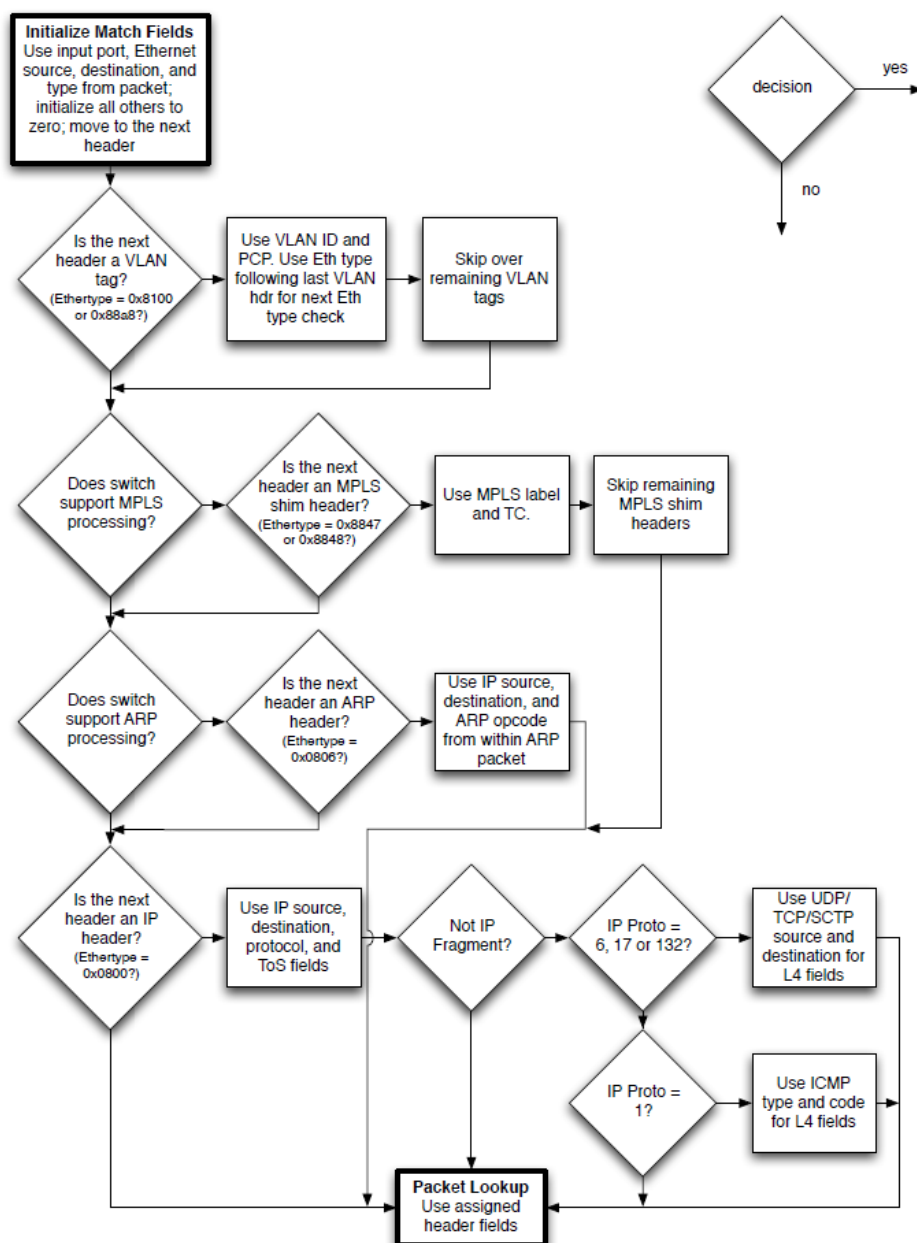 Initialize Match Fields
Use input port, Ethernet
source, destination, and
type from packet;
initialize all others to
zero; move to the next
header
decision
yes
no
Is the next
header a VLAN
tag?
(Ethertype = 0x8100
or 0x88a8?)
Use VLAN ID and
PCP. Use Eth type
following last VLAN
hdr for next Eth
type check
Skip over
remaining VLAN
tags
Does switch
support MPLS
processing?
Is the next
header an MPLS
shim header?
(Ethertype = 0x8847
or 0x8848?)
Use MPLS label
and TC.
Skip remaining
MPLS shim
headers
Does switch
support ARP
processing?
Is the next
header an ARP
header?
(Ethertype =
0x0806?)
Use IP source,
destination, and
ARP opcode
from within ARP
packet
Is the next
header an IP
header?
(Ethertype =
0x0800?)
Use IP source,
destination,
protocol, and
ToS fields
Not IP
Fragment?
IP Proto =
6, 17 or 132?
Use UDP/
TCP/SCTP
source and
destination for
L4 fields
IP Proto =
1?
Use ICMP
type and code
for L4 fields
Packet Lookup
Use assigned
header fields